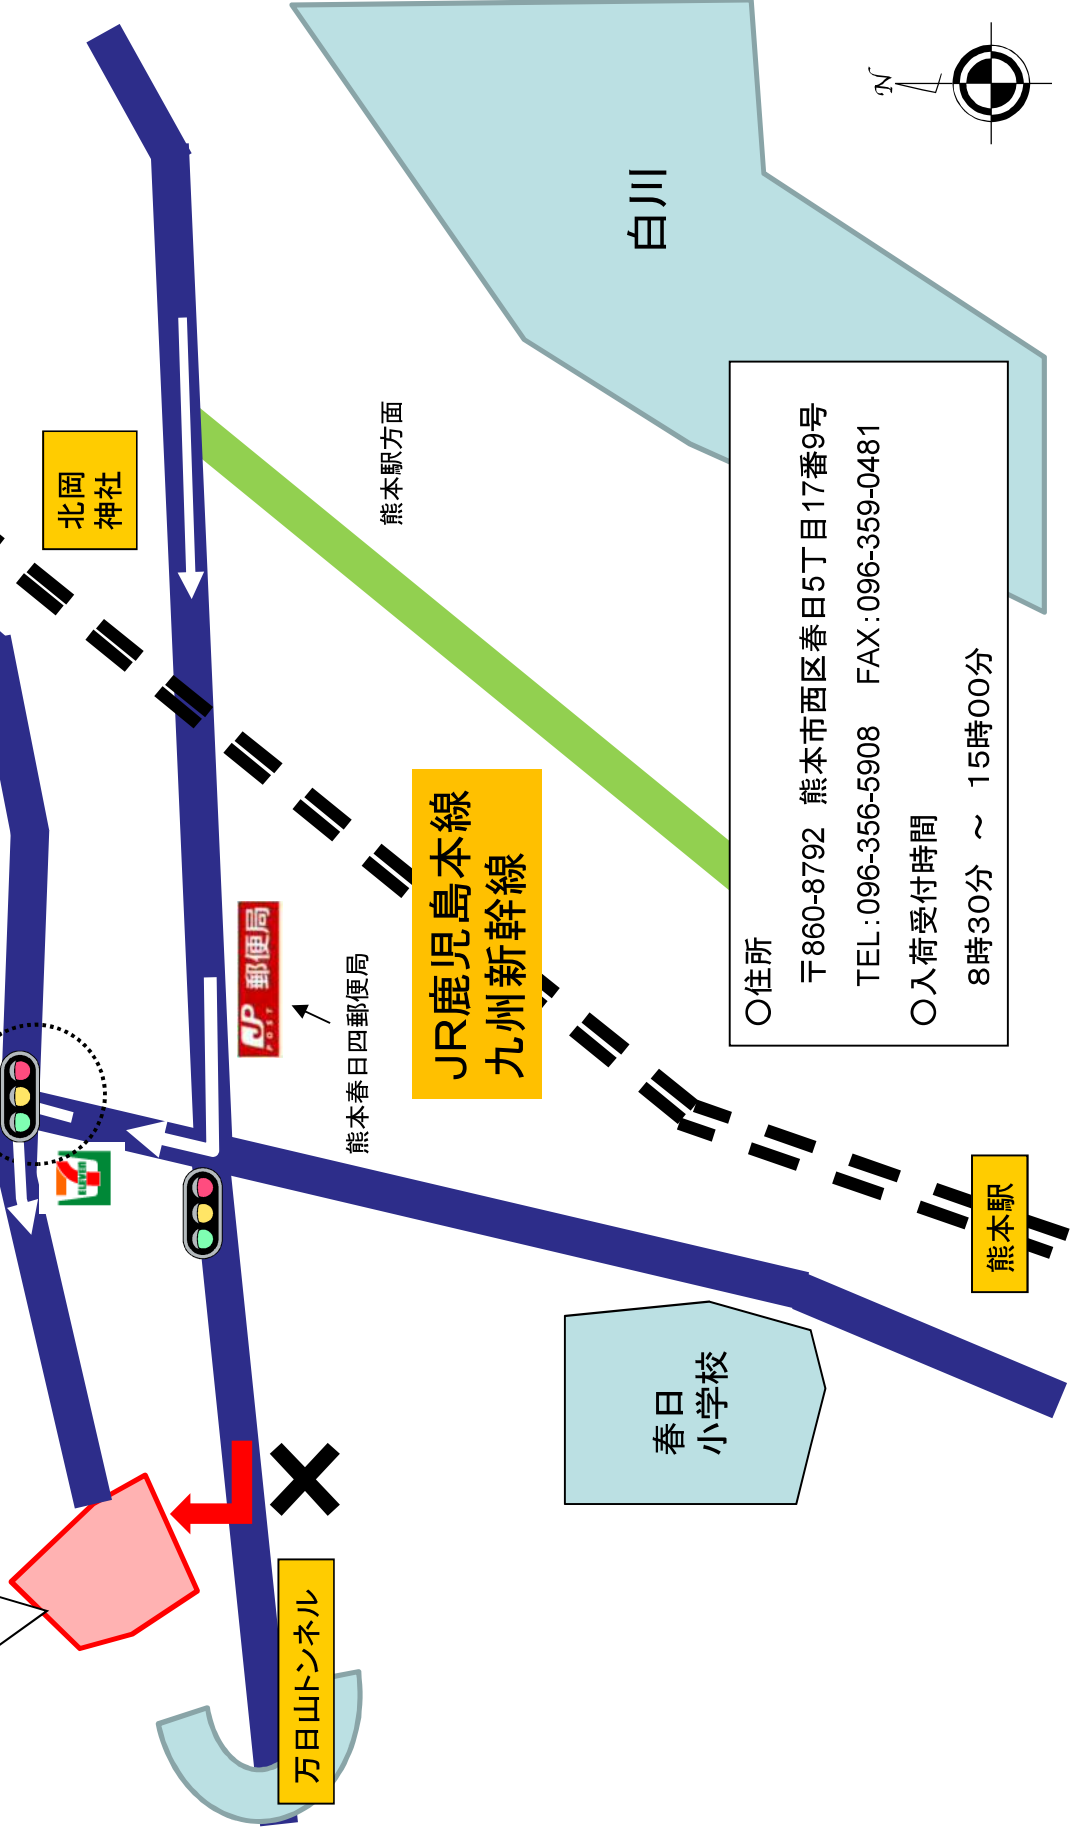 N
白川
北岡
神社
熊本駅方面
JR鹿児島本線
九州新幹線
JP
POST
郵便局
熊本春日四郵便局
ELEVEN
春日
小学校
熊本駅
万日山トンネル
○住所
〒860-8792 熊本市西区春日5丁目17番9号
TEL:096-356-5908 FAX:096-359-0481
○入荷受付時間
8時30分 ～ 15時00分